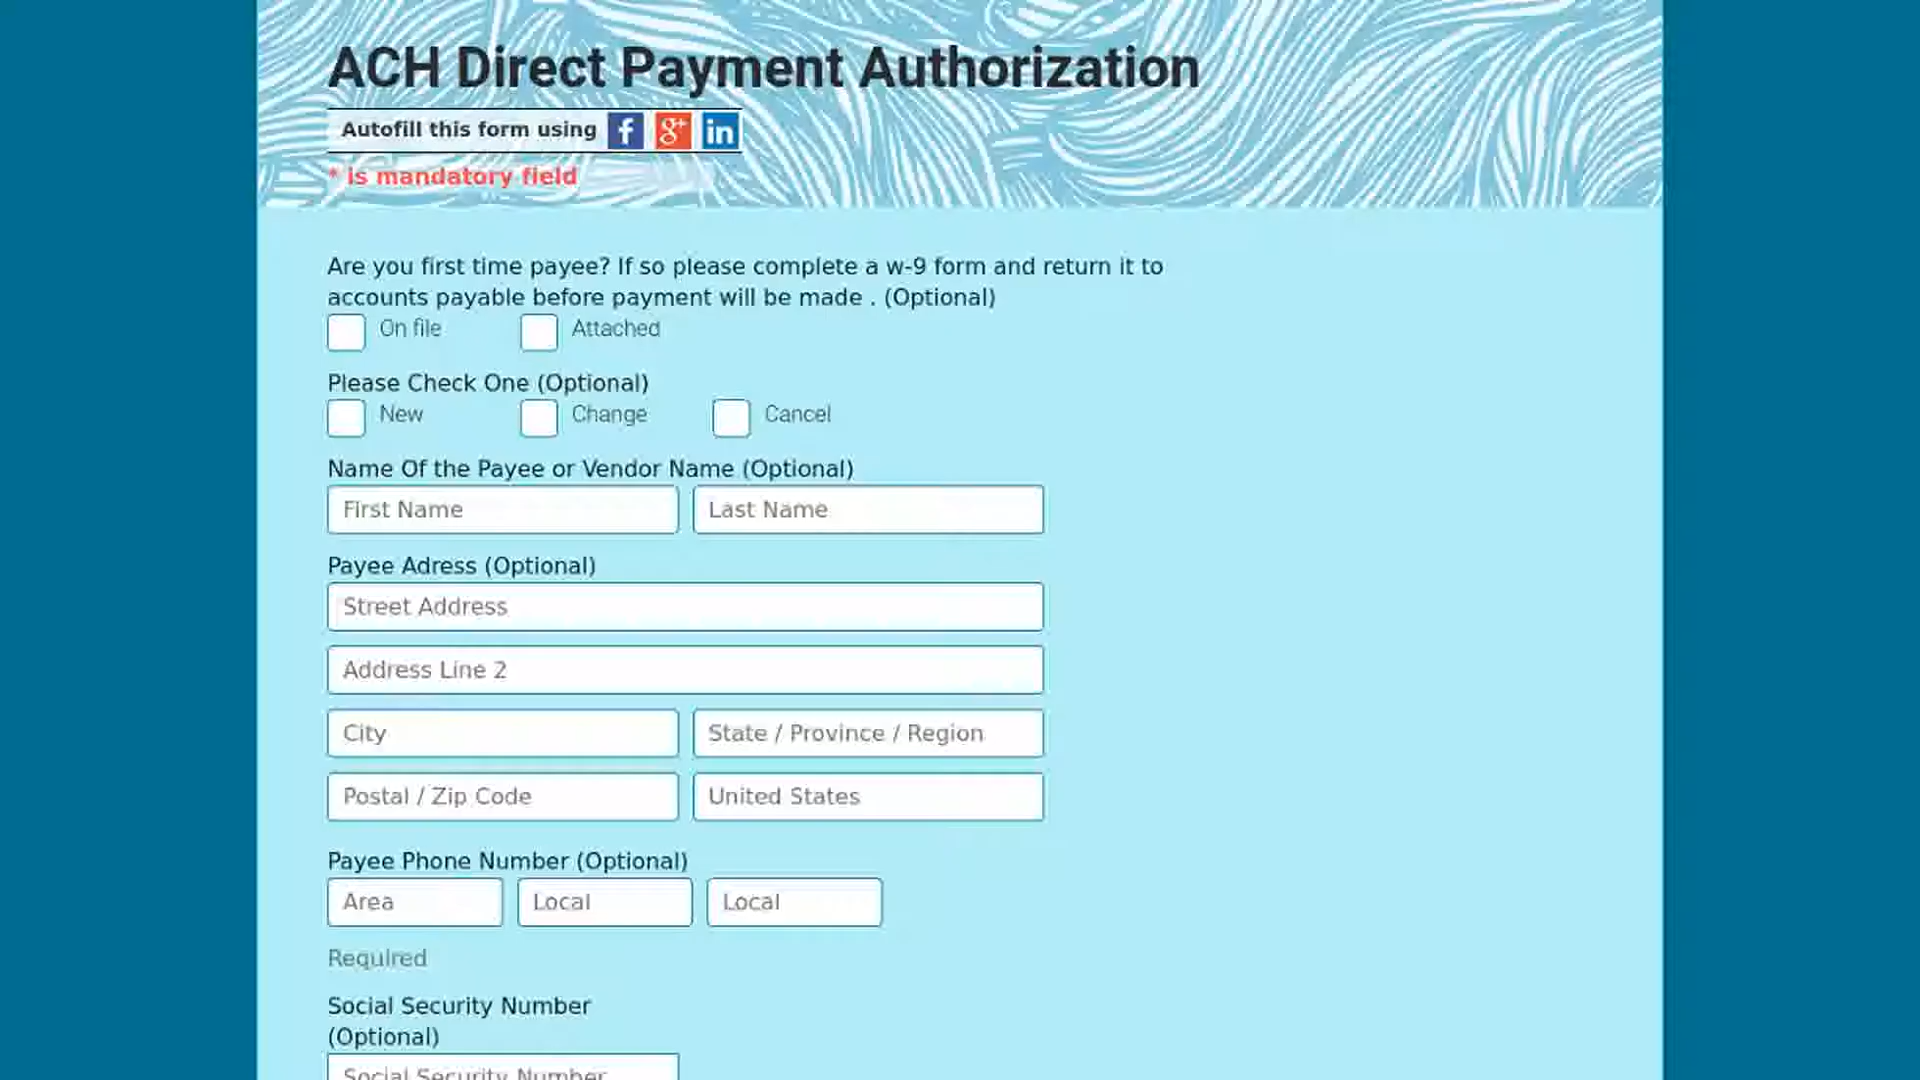 ACH Direct Payment Authorization
Autofill this form using f g+ in
* is mandatory field
Are you first time payee? If so please complete a w-9 form and return it to
accounts payable before payment will be made . (Optional)
On file Attached
Please Check One (Optional)
New Change Cancel
Name Of the Payee or Vendor Name (Optional)
First Name Last Name
Payee Adress (Optional)
Street Address
Address Line 2
City State / Province / Region
Postal / Zip Code United States
Payee Phone Number (Optional)
Area Local Local
Required
Social Security Number
(Optional)
Social Security Number